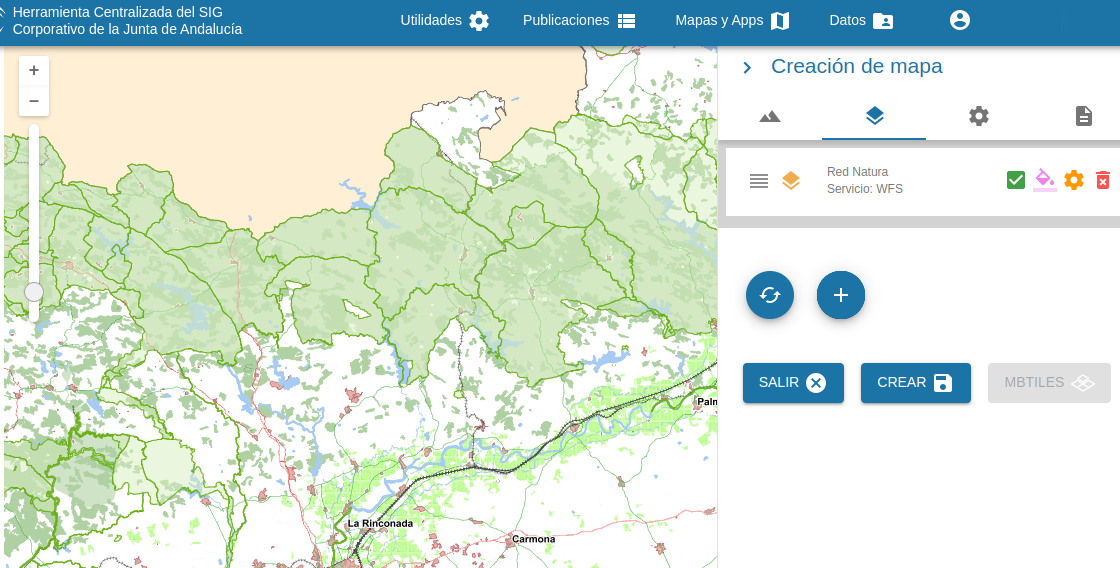 Herramienta Centralizada del SIG
Corporativo de la Junta de Andalucía
Utilidades
Publicaciones
Mapas y Apps
Datos
+
−
Creación de mapa
Red Natura
Servicio: WFS
SALIR
CREAR
MBTILES
Paln
La Rinconada
Carmona